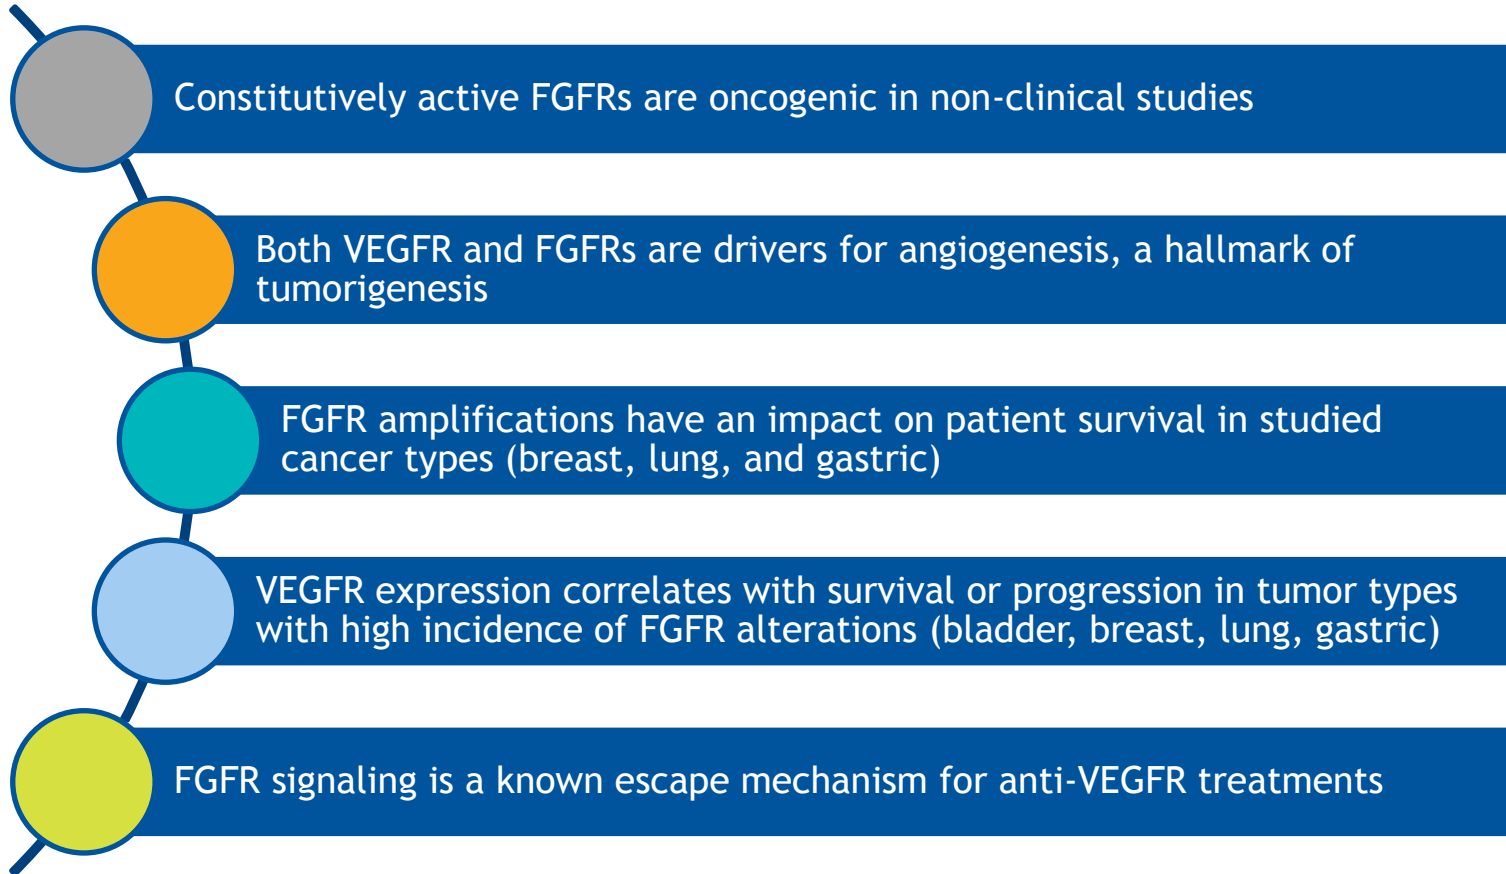 Constitutively active FGFRs are oncogenic in non-clinical studies
Both VEGFR and FGFRs are drivers for angiogenesis, a hallmark of
tumorigenesis
FGFR amplifications have an impact on patient survival in studied
cancer types (breast, lung, and gastric)
VEGFR expression correlates with survival or progression in tumor types
with high incidence of FGFR alterations (bladder, breast, lung, gastric)
FGFR signaling is a known escape mechanism for anti-VEGFR treatments